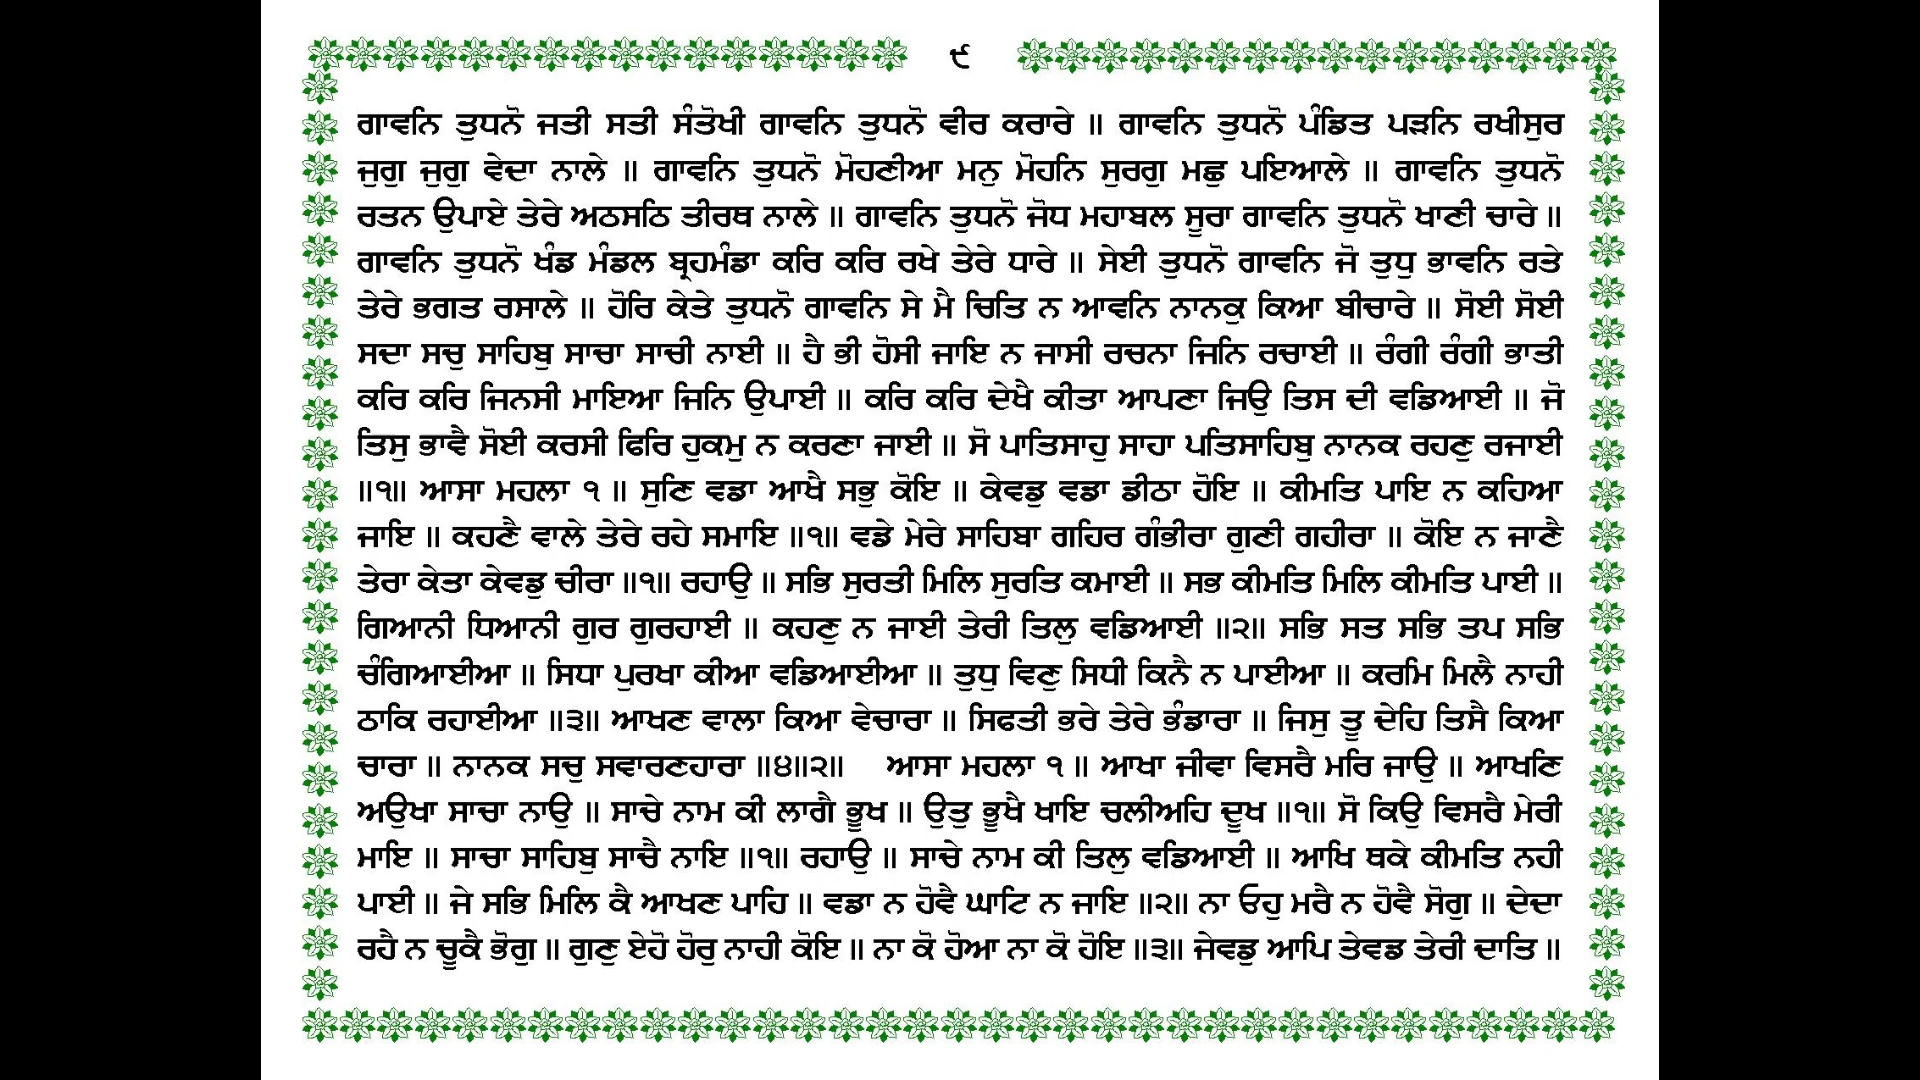 ੯
ਗਾਵਨਿ ਤੁਧਨੋ ਜਤੀ ਸਤੀ ਸੰਤੋਖੀ ਗਾਵਨਿ ਤੁਧਨੋ ਵੀਰ ਕਰਾਰੇ ॥ ਗਾਵਨਿ ਤੁਧਨੋ ਪੰਡਿਤ ਪੜਨਿ ਰਖੀਸੁਰ
ਜੁਗੁ ਜੁਗੁ ਵੇਦਾ ਨਾਲੇ ॥ ਗਾਵਨਿ ਤੁਧਨੋ ਮੋਹਣੀਆ ਮਨੁ ਮੋਹਨਿ ਸੁਰਗੁ ਮਛੁ ਪਇਆਲੇ ॥ ਗਾਵਨਿ ਤੁਧਨੋ
ਰਤਨ ਉਪਾਏ ਤੇਰੇ ਅਠਸਠਿ ਤੀਰਥ ਨਾਲੇ ॥ ਗਾਵਨਿ ਤੁਧਨੋ ਜੋਧ ਮਹਾਬਲ ਸੂਰਾ ਗਾਵਨਿ ਤੁਧਨੋ ਖਾਣੀ ਚਾਰੇ ॥
ਗਾਵਨਿ ਤੁਧਨੋ ਖੰਡ ਮੰਡਲ ਬ੍ਰਹਮੰਡਾ ਕਰਿ ਕਰਿ ਰਖੇ ਤੇਰੇ ਧਾਰੇ ॥ ਸੇਈ ਤੁਧਨੋ ਗਾਵਨਿ ਜੋ ਤੁਧੁ ਭਾਵਨਿ ਰਤੇ
ਤੇਰੇ ਭਗਤ ਰਸਾਲੇ ॥ ਹੋਰਿ ਕੇਤੇ ਤੁਧਨੋ ਗਾਵਨਿ ਸੇ ਮੈ ਚਿਤਿ ਨ ਆਵਨਿ ਨਾਨਕੁ ਕਿਆ ਬੀਚਾਰੇ ॥ ਸੋਈ ਸੋਈ
ਸਦਾ ਸਚੁ ਸਾਹਿਬੁ ਸਾਚਾ ਸਾਚੀ ਨਾਈ ॥ ਹੈ ਭੀ ਹੋਸੀ ਜਾਇ ਨ ਜਾਸੀ ਰਚਨਾ ਜਿਨਿ ਰਚਾਈ ॥ ਰੰਗੀ ਰੰਗੀ ਭਾਤੀ
ਕਰਿ ਕਰਿ ਜਿਨਸੀ ਮਾਇਆ ਜਿਨਿ ਉਪਾਈ ॥ ਕਰਿ ਕਰਿ ਦੇਖੈ ਕੀਤਾ ਆਪਣਾ ਜਿਉ ਤਿਸ ਦੀ ਵਡਿਆਈ ॥ ਜੋ
ਤਿਸੁ ਭਾਵੈ ਸੋਈ ਕਰਸੀ ਫਿਰਿ ਹੁਕਮੁ ਨ ਕਰਣਾ ਜਾਈ ॥ ਸੋ ਪਾਤਿਸਾਹੁ ਸਾਹਾ ਪਤਿਸਾਹਿਬੁ ਨਾਨਕ ਰਹਣੁ ਰਜਾਈ
॥੧॥ ਆਸਾ ਮਹਲਾ ੧ ॥ ਸੁਣਿ ਵਡਾ ਆਖੈ ਸਭੁ ਕੋਇ ॥ ਕੇਵਡੁ ਵਡਾ ਡੀਠਾ ਹੋਇ ॥ ਕੀਮਤਿ ਪਾਇ ਨ ਕਹਿਆ
ਜਾਇ ॥ ਕਹਣੈ ਵਾਲੇ ਤੇਰੇ ਰਹੇ ਸਮਾਇ ॥੧॥ ਵਡੇ ਮੇਰੇ ਸਾਹਿਬਾ ਗਹਿਰ ਗੰਭੀਰਾ ਗੁਣੀ ਗਹੀਰਾ ॥ ਕੋਇ ਨ ਜਾਣੈ
ਤੇਰਾ ਕੇਤਾ ਕੇਵਡੁ ਚੀਰਾ ॥੧॥ ਰਹਾਉ ॥ ਸਭਿ ਸੁਰਤੀ ਮਿਲਿ ਸੁਰਤਿ ਕਮਾਈ ॥ ਸਭ ਕੀਮਤਿ ਮਿਲਿ ਕੀਮਤਿ ਪਾਈ ॥
ਗਿਆਨੀ ਧਿਆਨੀ ਗੁਰ ਗੁਰਹਾਈ ॥ ਕਹਣੁ ਨ ਜਾਈ ਤੇਰੀ ਤਿਲੁ ਵਡਿਆਈ ॥੨॥ ਸਭਿ ਸਤ ਸਭਿ ਤਪ ਸਭਿ
ਚੰਗਿਆਈਆ ॥ ਸਿਧਾ ਪੁਰਖਾ ਕੀਆ ਵਡਿਆਈਆ ॥ ਤੁਧੁ ਵਿਣੁ ਸਿਧੀ ਕਿਨੈ ਨ ਪਾਈਆ ॥ ਕਰਮਿ ਮਿਲੈ ਨਾਹੀ
ਠਾਕਿ ਰਹਾਈਆ ॥੩॥ ਆਖਣ ਵਾਲਾ ਕਿਆ ਵੇਚਾਰਾ ॥ ਸਿਫਤੀ ਭਰੇ ਤੇਰੇ ਭੰਡਾਰਾ ॥ ਜਿਸੁ ਤੂ ਦੇਹਿ ਤਿਸੈ ਕਿਆ
ਚਾਰਾ ॥ ਨਾਨਕ ਸਚੁ ਸਵਾਰਣਹਾਰਾ ॥੪॥੨॥ ਆਸਾ ਮਹਲਾ ੧ ॥ ਆਖਾ ਜੀਵਾ ਵਿਸਰੈ ਮਰਿ ਜਾਉ ॥ ਆਖਣਿ
ਅਉਖਾ ਸਾਚਾ ਨਾਉ ॥ ਸਾਚੇ ਨਾਮ ਕੀ ਲਾਗੈ ਭੂਖ ॥ ਉਤੁ ਭੂਖੈ ਖਾਇ ਚਲੀਅਹਿ ਦੂਖ ॥੧॥ ਸੋ ਕਿਉ ਵਿਸਰੈ ਮੇਰੀ
ਮਾਇ ॥ ਸਾਚਾ ਸਾਹਿਬੁ ਸਾਚੈ ਨਾਇ ॥੧॥ ਰਹਾਉ ॥ ਸਾਚੇ ਨਾਮ ਕੀ ਤਿਲੁ ਵਡਿਆਈ ॥ ਆਖਿ ਥਕੇ ਕੀਮਤਿ ਨਹੀ
ਪਾਈ ॥ ਜੇ ਸਭਿ ਮਿਲਿ ਕੈ ਆਖਣ ਪਾਹਿ ॥ ਵਡਾ ਨ ਹੋਵੈ ਘਾਟਿ ਨ ਜਾਇ ॥੨॥ ਨਾ ਓਹੁ ਮਰੈ ਨ ਹੋਵੈ ਸੋਗੁ ॥ ਦੇਦਾ
ਰਹੈ ਨ ਚੂਕੈ ਭੋਗੁ ॥ ਗੁਣੁ ਏਹੋ ਹੋਰੁ ਨਾਹੀ ਕੋਇ ॥ ਨਾ ਕੋ ਹੋਆ ਨਾ ਕੋ ਹੋਇ ॥੩॥ ਜੇਵਡੁ ਆਪਿ ਤੇਵਡ ਤੇਰੀ ਦਾਤਿ ॥